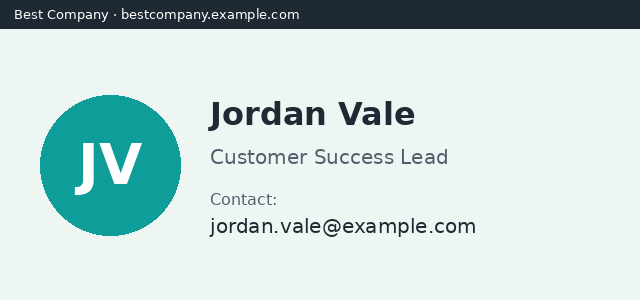 Best Company · bestcompany.example.com
JV
Jordan Vale
Customer Success Lead
Contact:
jordan.vale@example.com